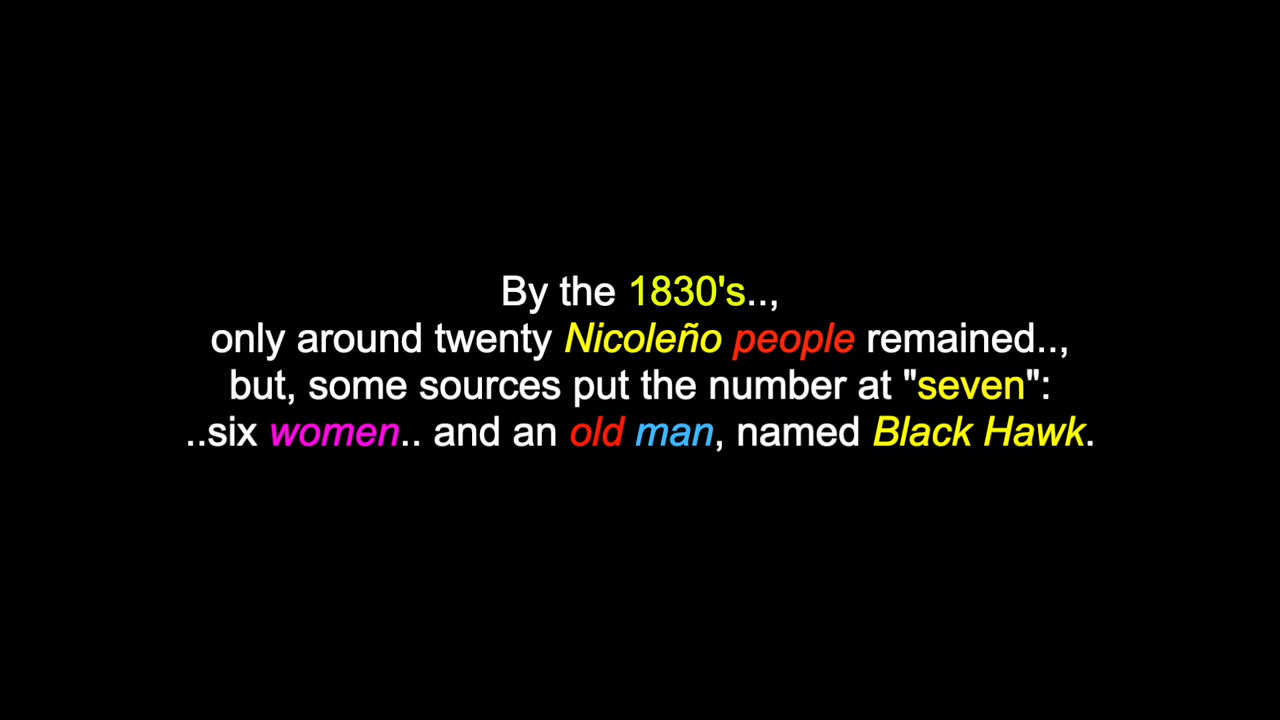 By the 1830's..,
only around twenty Nicoleño people remained..,
but, some sources put the number at "seven":
..six women.. and an old man, named Black Hawk.